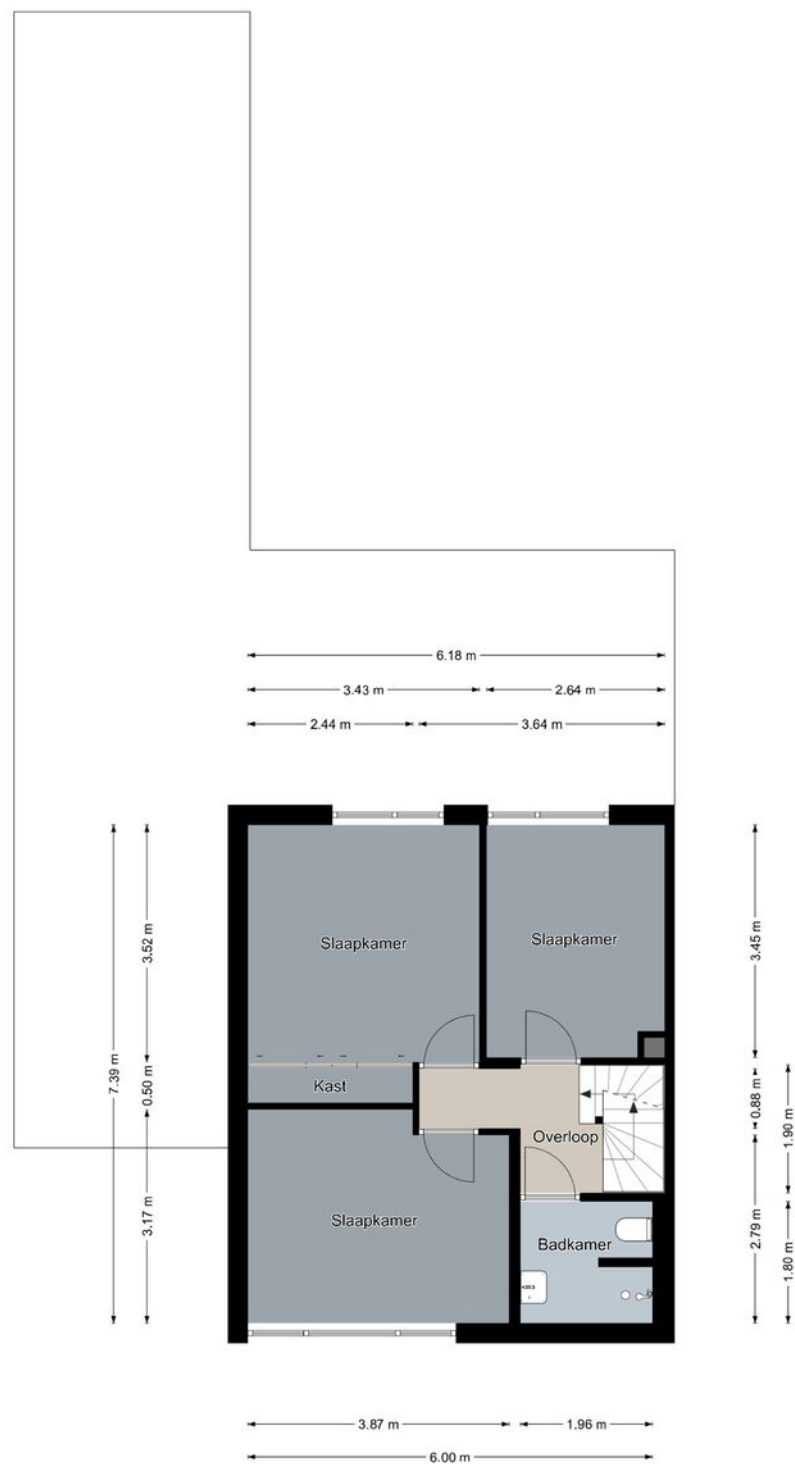 6.18 m
3.43 m
2.64 m
2.44 m
3.64 m
3.52 m
3.45 m
Slaapkamer
Slaapkamer
7.39 m
0.50 m
Kast
0.88 m
1.90 m
Overloop
3.17 m
Slaapkamer
Badkamer
2.79 m
1.80 m
3.87 m
1.96 m
6.00 m